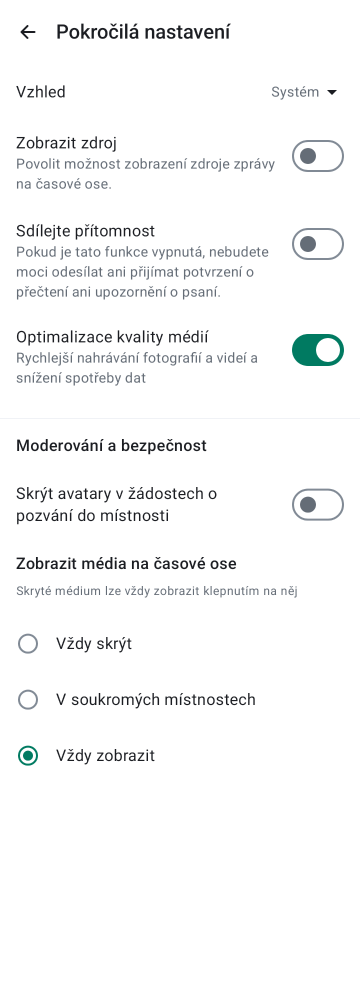 Pokročilá nastavení
Vzhled
Systém
Zobrazit zdroj
Povolit možnost zobrazení zdroje zprávy
na časové ose.
Sdílejte přítomnost
Pokud je tato funkce vypnutá, nebudete
moci odesílat ani přijímat potvrzení o
přečtení ani upozornění o psaní.
Optimalizace kvality médií
Rychlejší nahrávání fotografií a videí a
snížení spotřeby dat
Moderování a bezpečnost
Skrýt avatary v žádostech o
pozvání do místnosti
Zobrazit média na časové ose
Skryté médium lze vždy zobrazit klepnutím na něj
Vždy skrýt
V soukromých místnostech
Vždy zobrazit